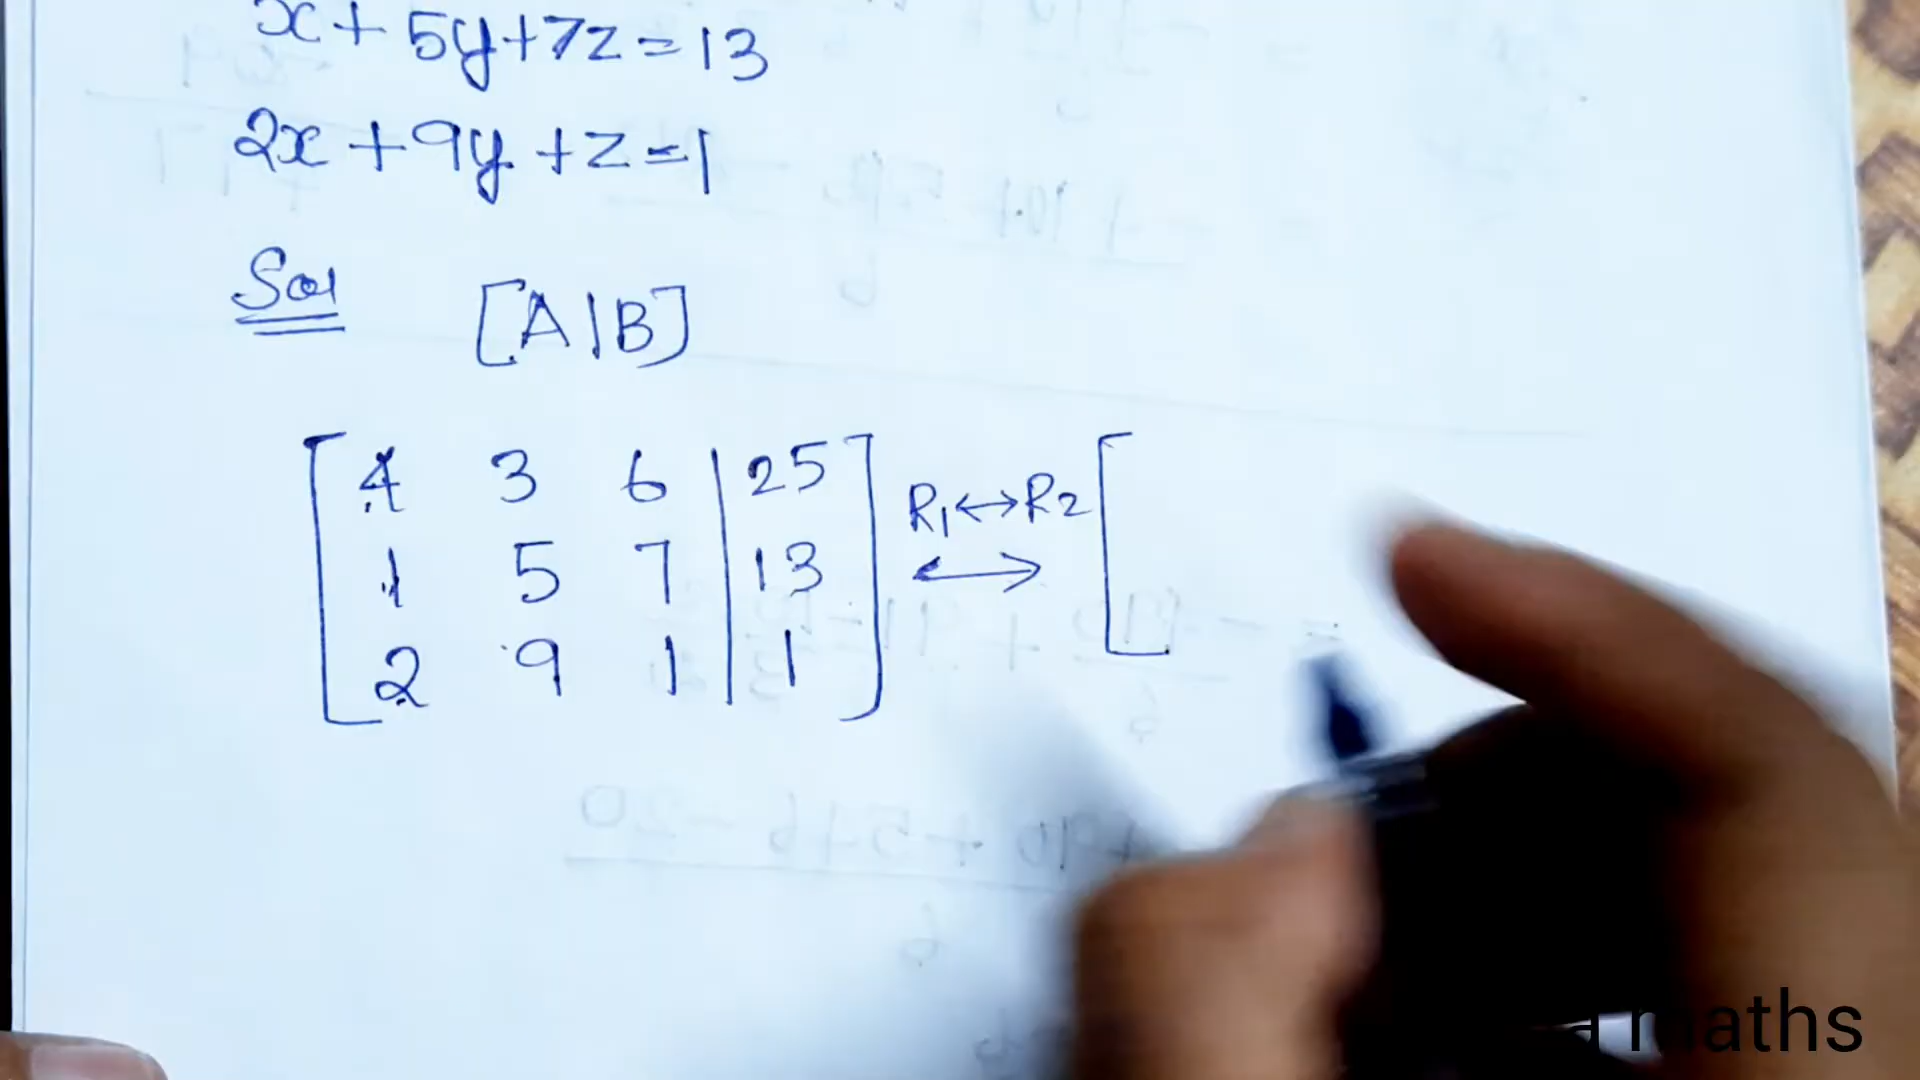 x + 5y + 7z = 13
2x + 9y + z = 1
Sol [A | B]
[ 4 3 6 | 25 ] R1 ↔ R2 [
1 5 7 | 13 ↔
2 9 1 | 1
maths